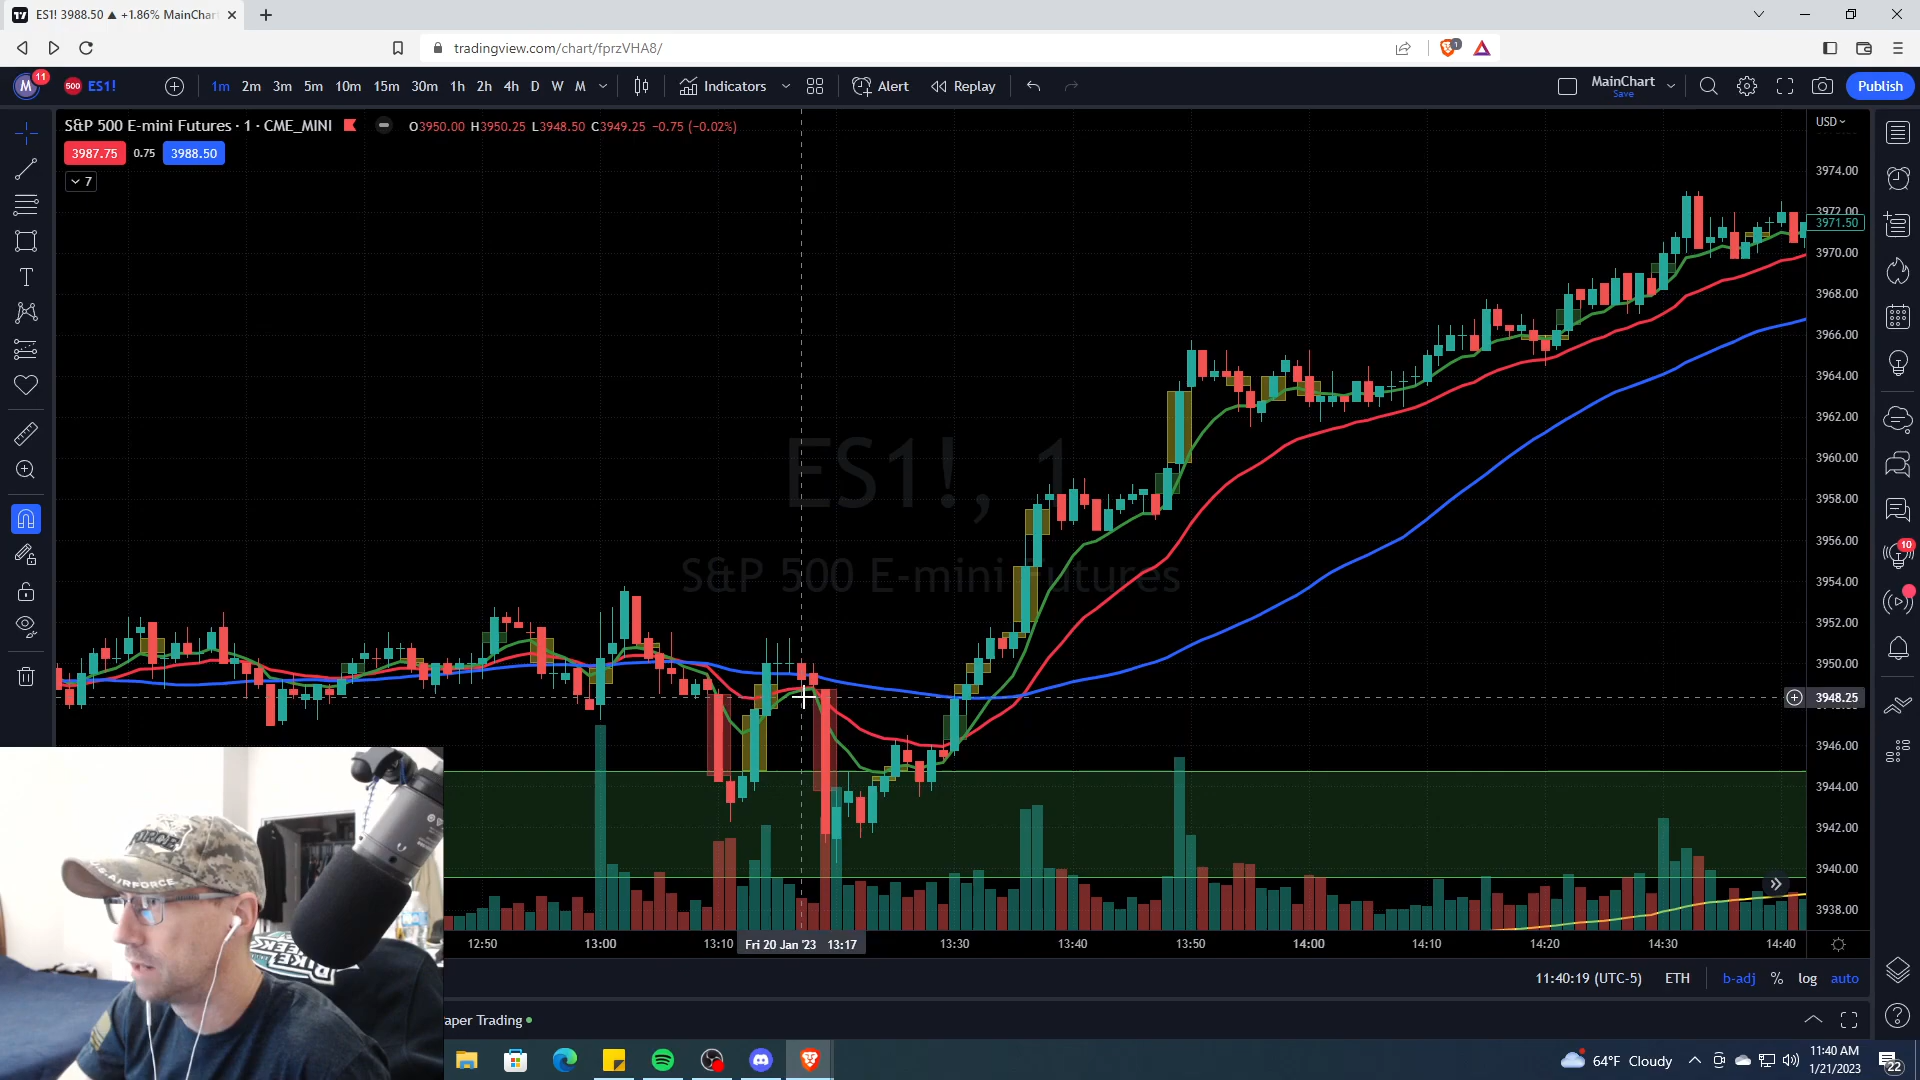 ES1! 3988.50 ▲ +1.86% MainChar
tradingview.com/chart/fprzVHA8/
1
M
11
500
ES1!
1m 2m 3m 5m 10m 15m 30m 1h 2h 4h D W M
Indicators
Alert
Replay
MainChart
Save
Publish
S&P 500 E-mini Futures · 1 · CME_MINI
O3950.00 H3950.25 L3948.50 C3949.25 −0.75 (−0.02%)
3987.75 0.75 3988.50
7
USD
3974.00
3972.00
3971.50
3970.00
3968.00
3966.00
3964.00
3962.00
3960.00
3958.00
3956.00
3954.00
3952.00
3950.00
3948.25
3946.00
3944.00
3942.00
3940.00
3938.00
ES1!, 1
S&P 500 E-mini Futures
10
12:50 13:00 13:10 Fri 20 Jan '23 13:17 13:30 13:40 13:50 14:00 14:10 14:20 14:30 14:40
11:40:19 (UTC-5) ETH b-adj % log auto
aper Trading
FORCE
U.S. AIRFORCE
64°F Cloudy
11:40 AM
1/21/2023
22